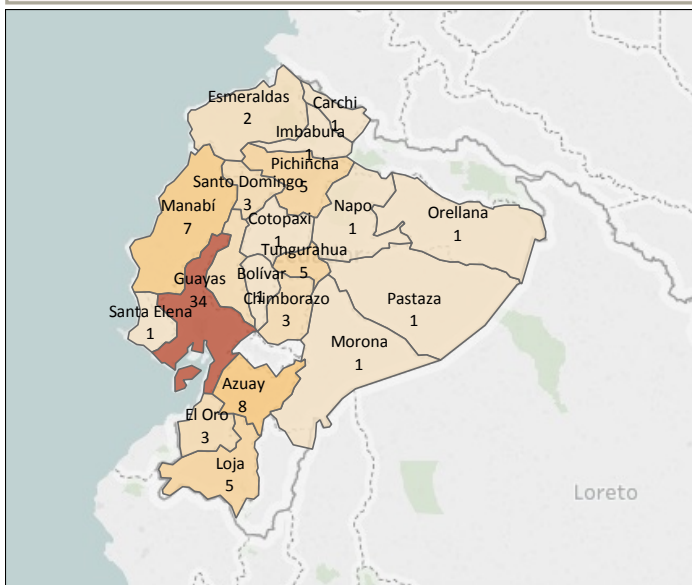 Esmeraldas
2
Carchi
1
Imbabura
1
Pichincha
5
Santo Domingo
3
Manabí
7
Cotopaxi
1
Napo
1
Orellana
1
Tungurahua
5
Guayas
34
Bolívar
1
Chimborazo
3
Pastaza
1
Santa Elena
1
Morona
1
Azuay
8
El Oro
3
Loja
5
Loreto